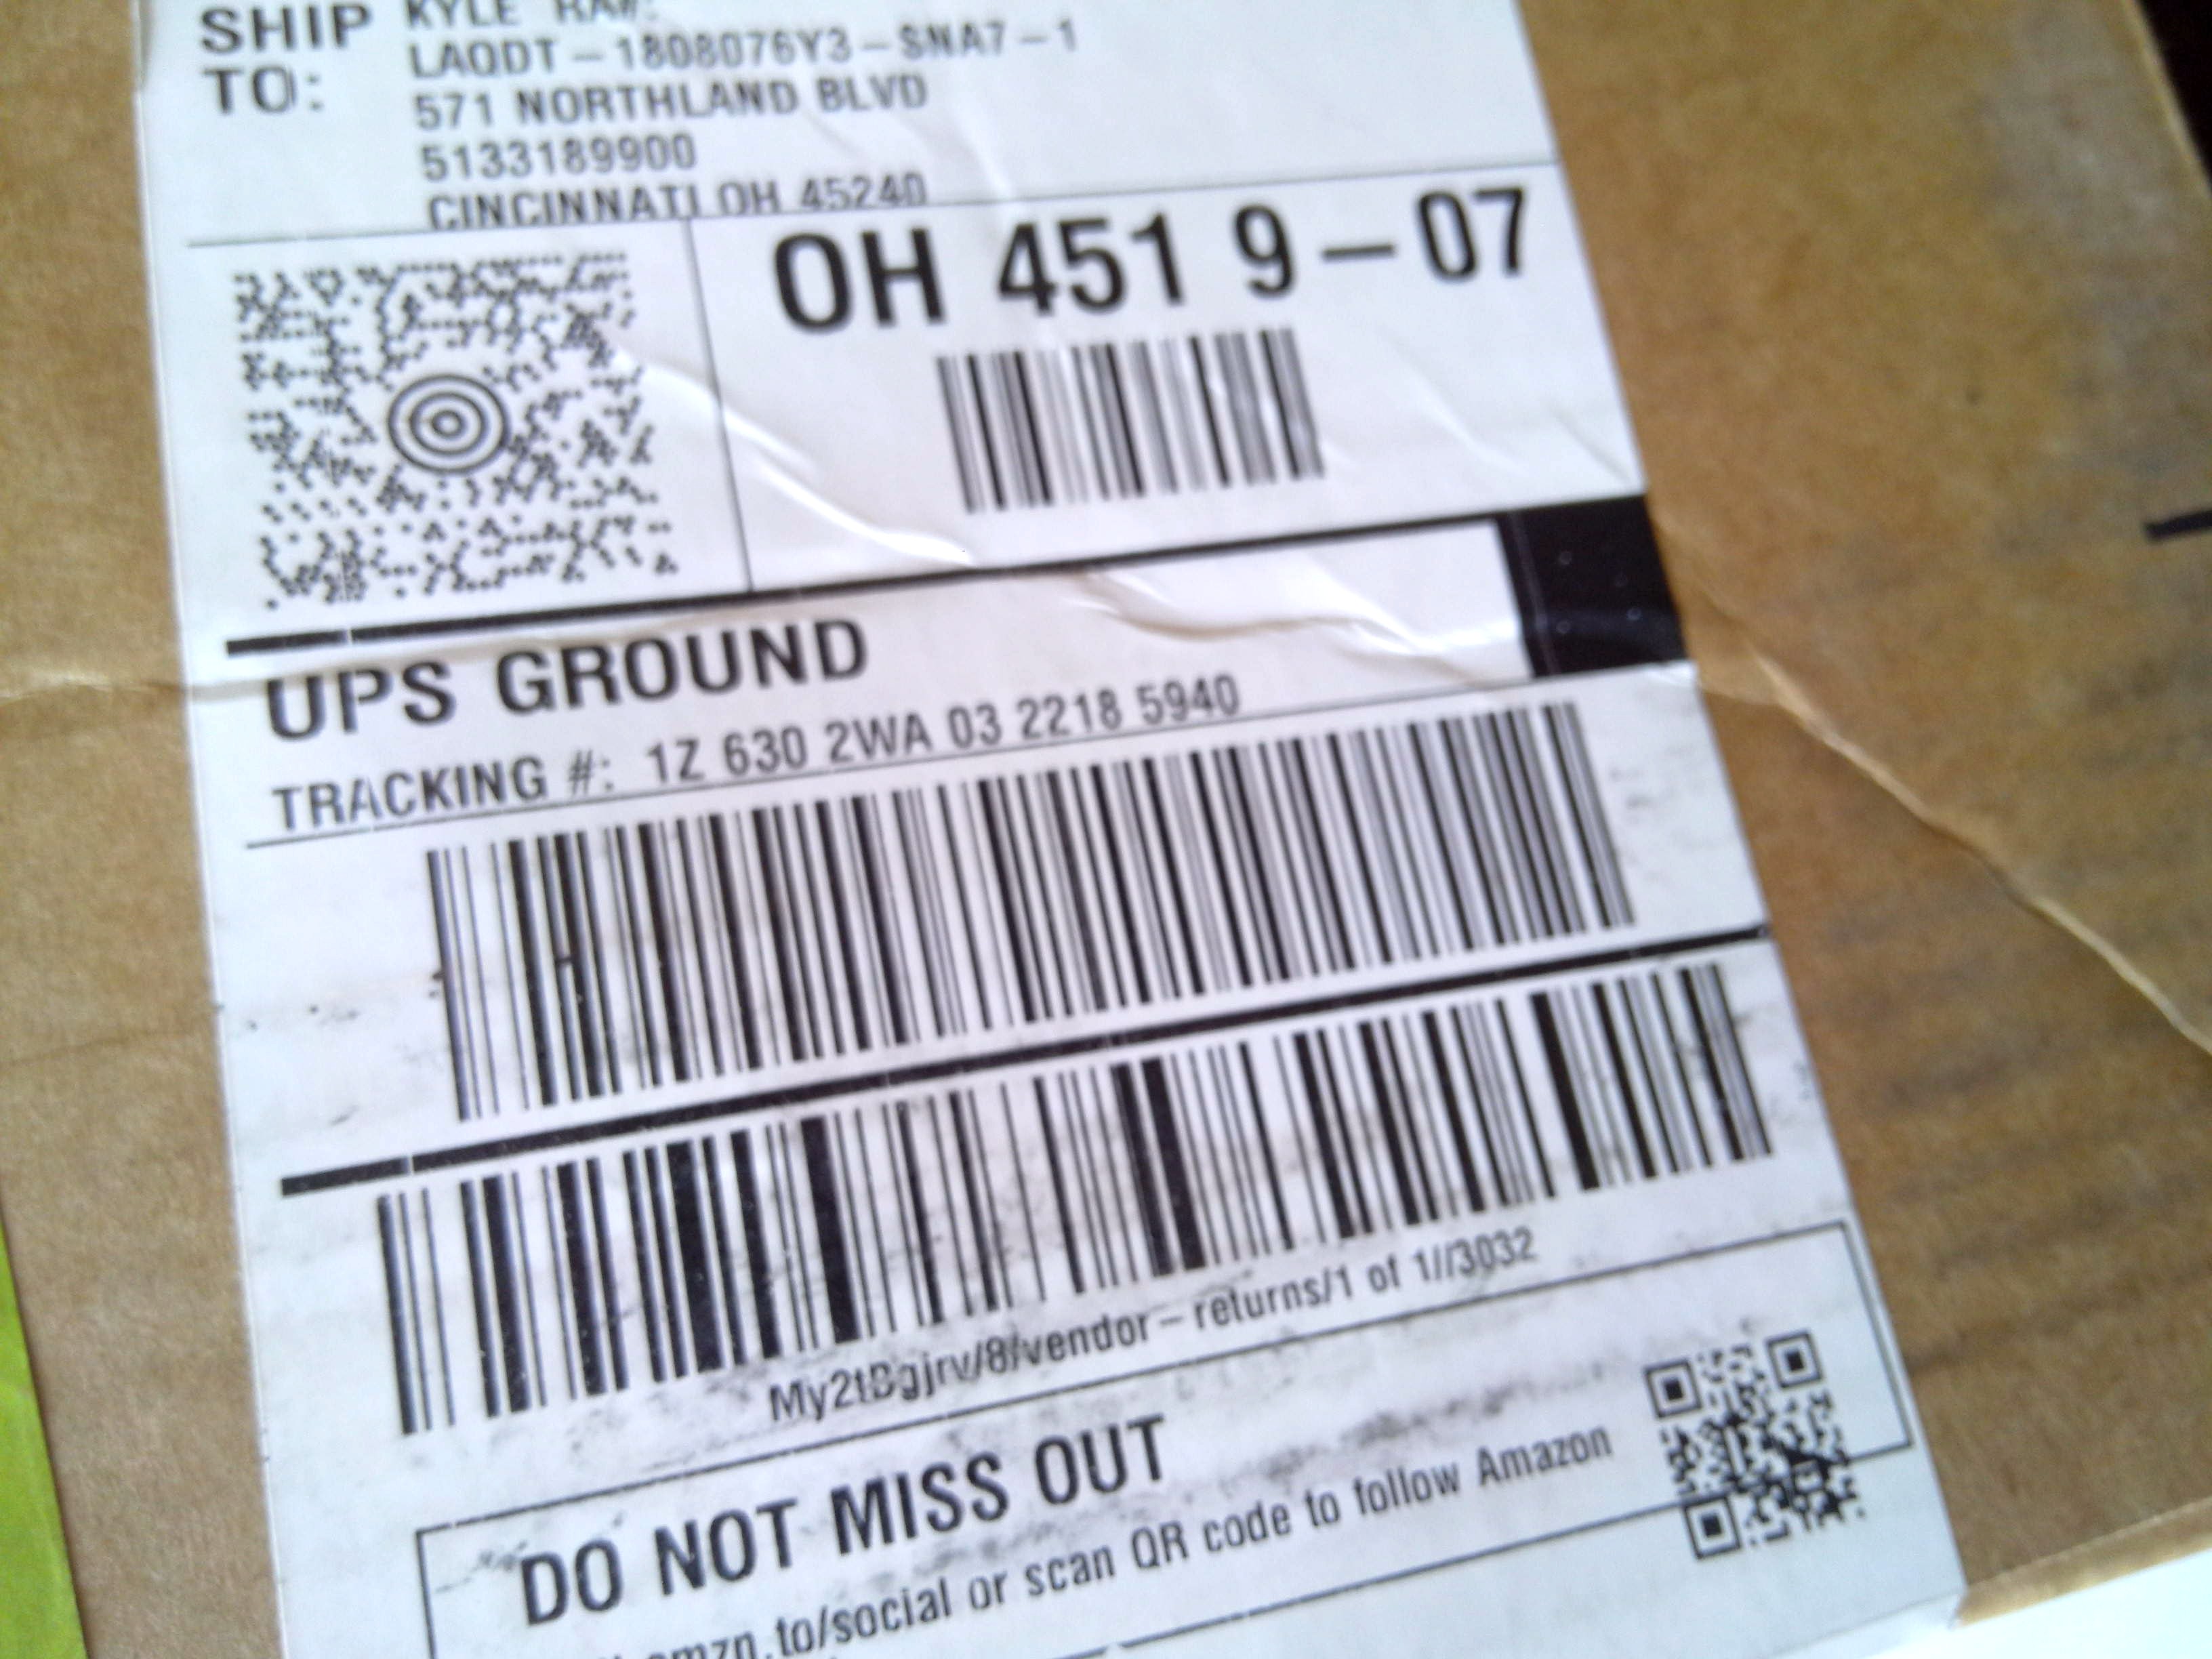 SHIP TO:
KYLE
LAQDT-1808076Y3-SNA7-1
571 NORTHLAND BLVD
5133189900
CINCINNATI OH 45240
OH 451 9-07
UPS GROUND
TRACKING #: 1Z 630 2WA 03 2218 5940
My2tBgjrv/8/vendor-returns/1 of 1//3032
DO NOT MISS OUT
amzn.to/social or scan QR code to follow Amazon